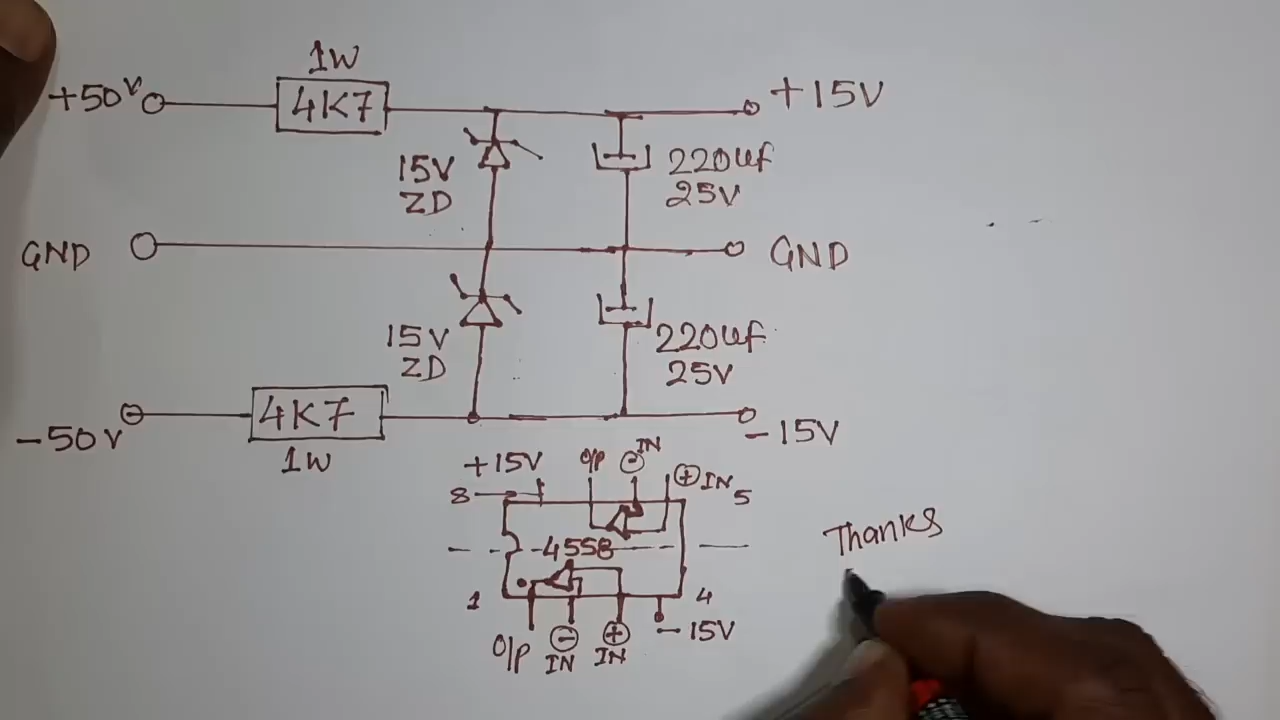 1W
+50V 4K7 +15V
15V
ZD
220uf
25V
GND GND
15V
ZD
220uf
25V
-50V 4K7 -15V
1W
+15V O/P - IN + IN
8 5
4558
1 4
O/P - IN + IN -15V
Thanks